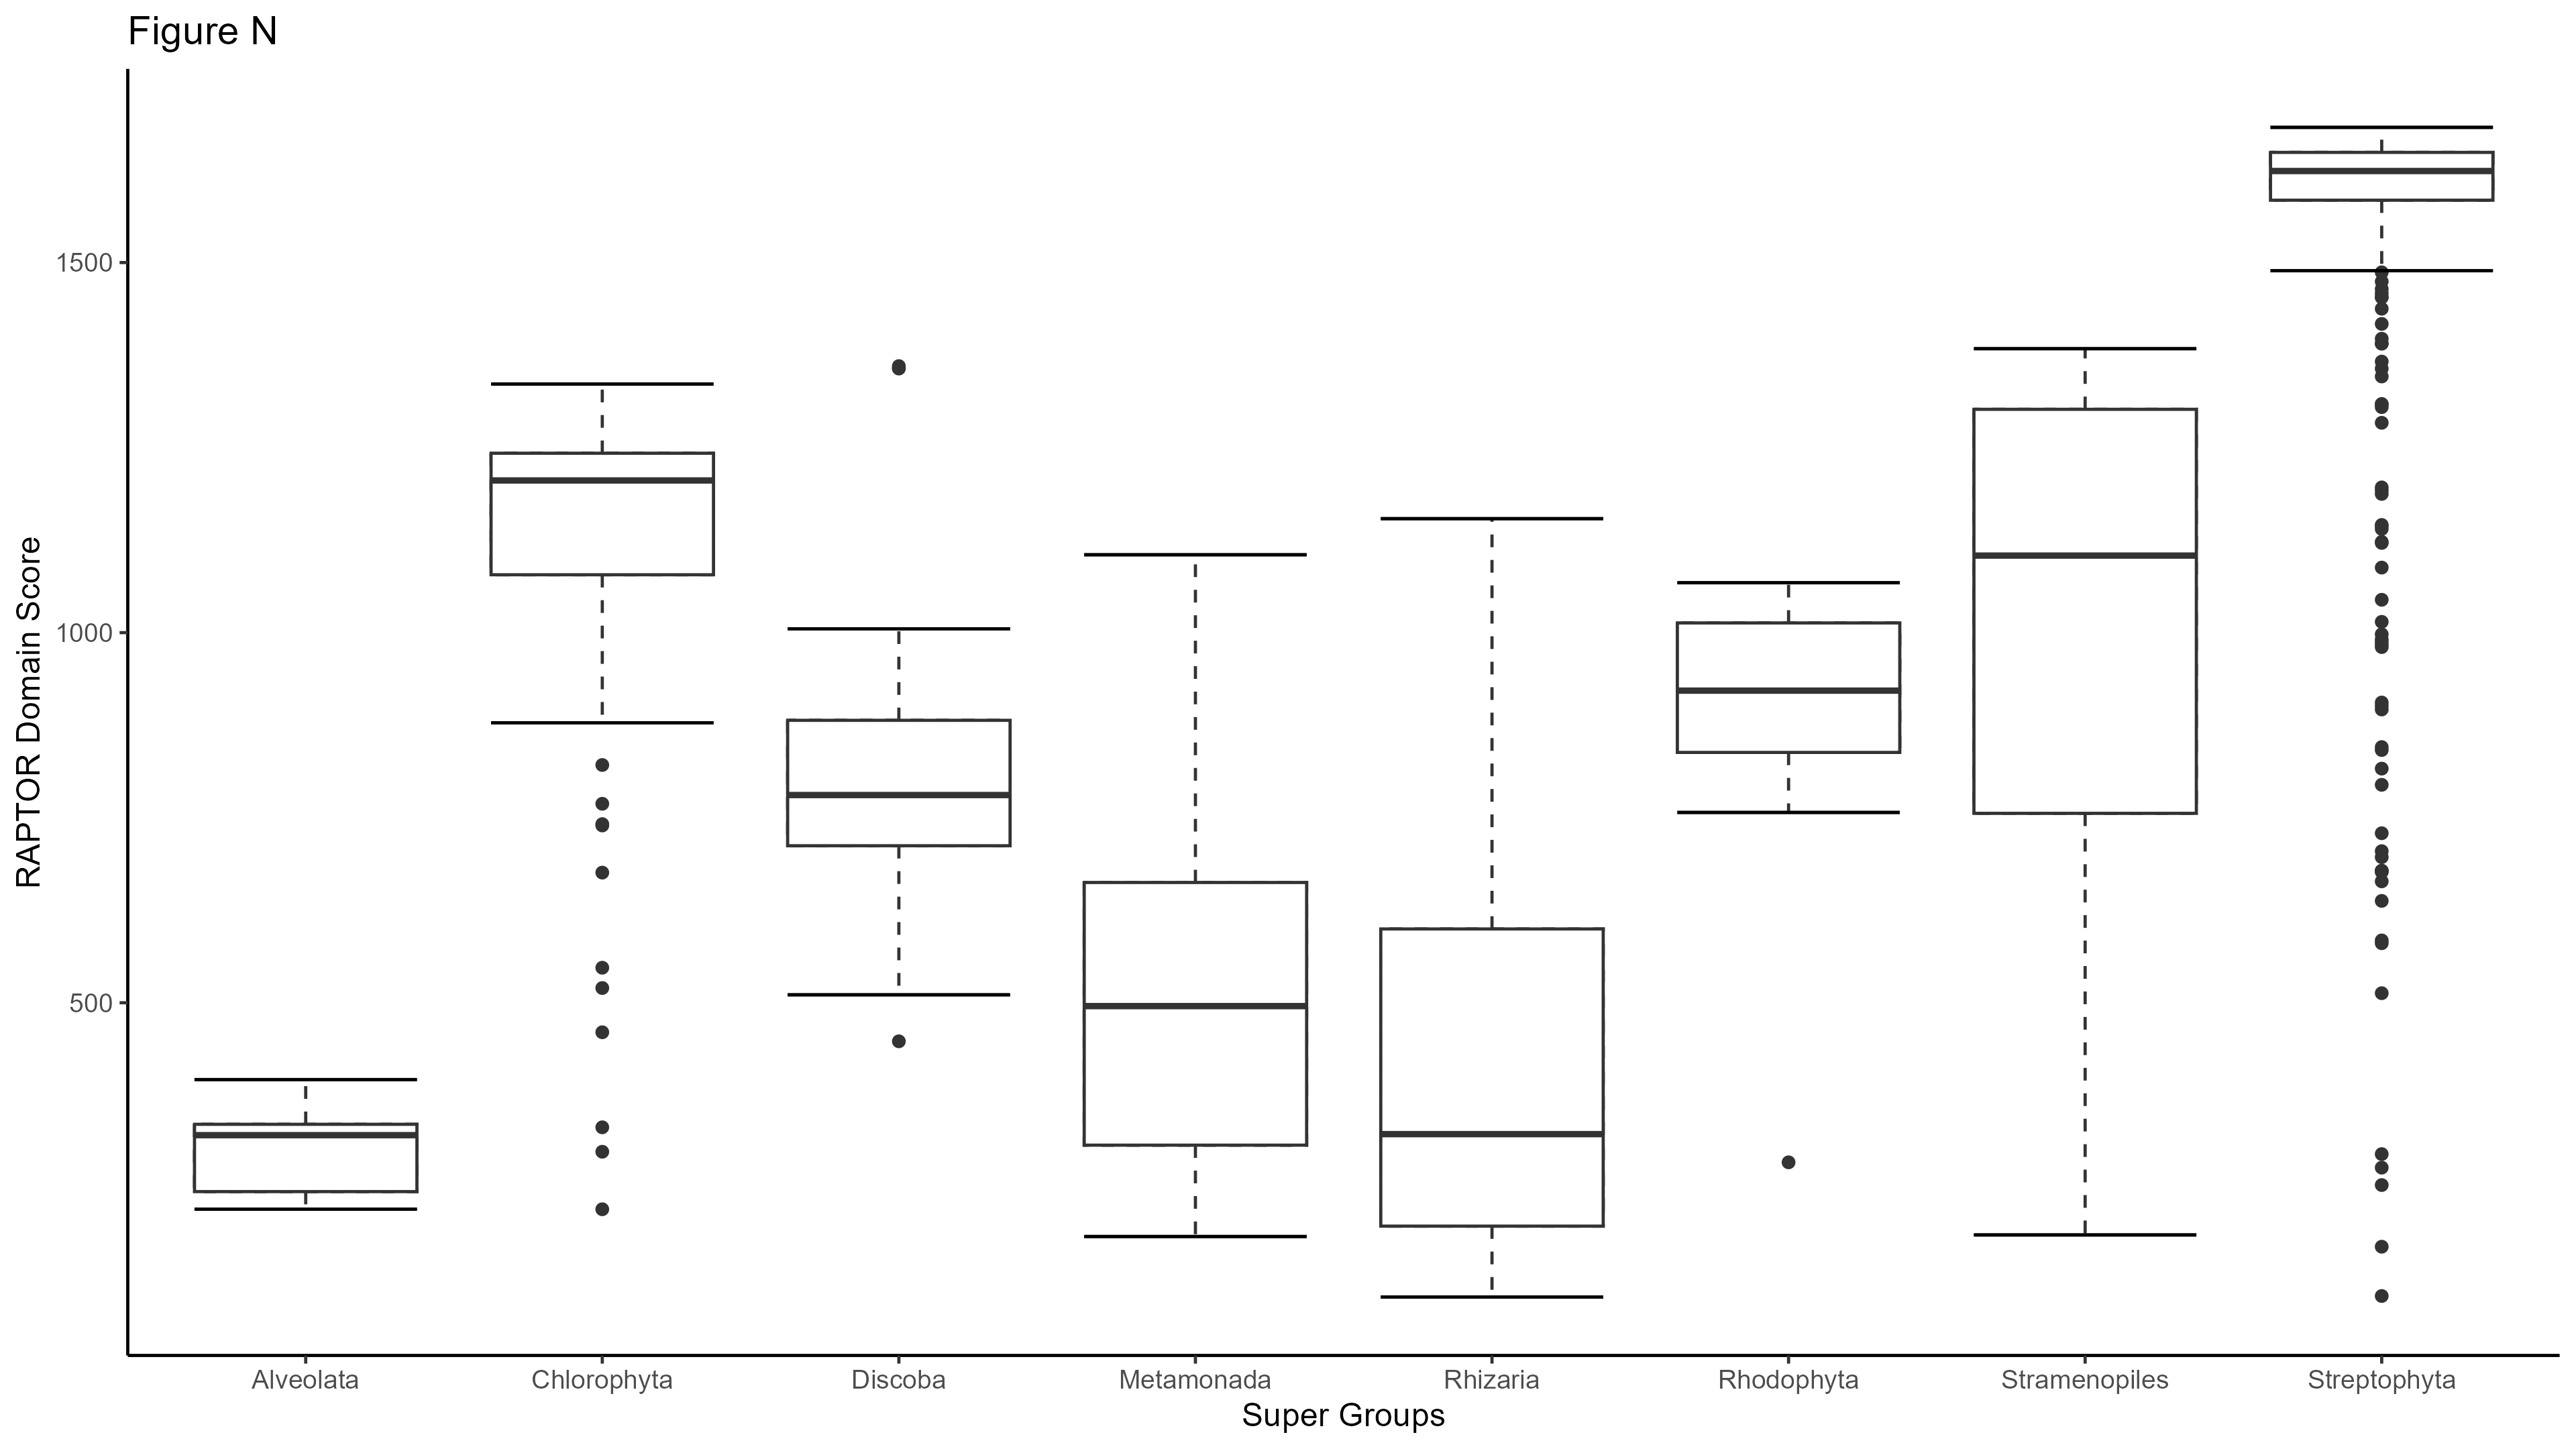 Figure N
RAPTOR Domain Score
1500
1000
500
Alveolata
Chlorophyta
Discoba
Metamonada
Rhizaria
Rhodophyta
Stramenopiles
Streptophyta
Super Groups